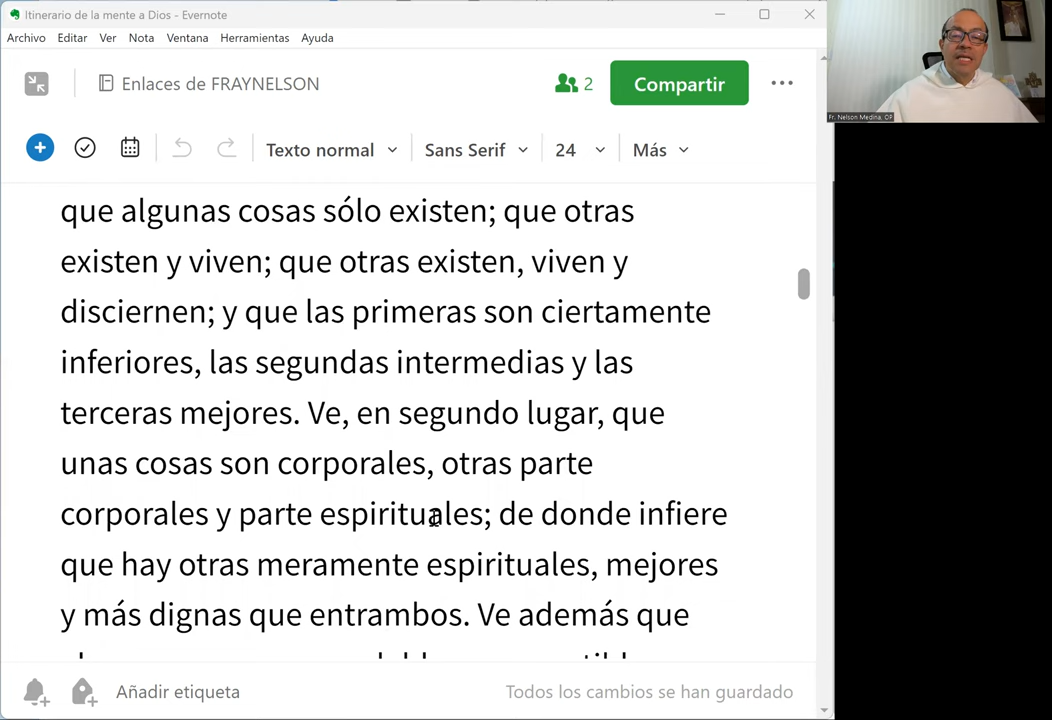 Itinerario de la mente a Dios - Evernote
Archivo Editar Ver Nota Ventana Herramientas Ayuda
Enlaces de FRAYNELSON 2 Compartir
Texto normal Sans Serif 24 Más
que algunas cosas sólo existen; que otras
existen y viven; que otras existen, viven y
disciernen; y que las primeras son ciertamente
inferiores, las segundas intermedias y las
terceras mejores. Ve, en segundo lugar, que
unas cosas son corporales, otras parte
corporales y parte espirituales; de donde infiere
que hay otras meramente espirituales, mejores
y más dignas que entrambos. Ve además que
Añadir etiqueta Todos los cambios se han guardado
Fr. Nelson Medina, OP